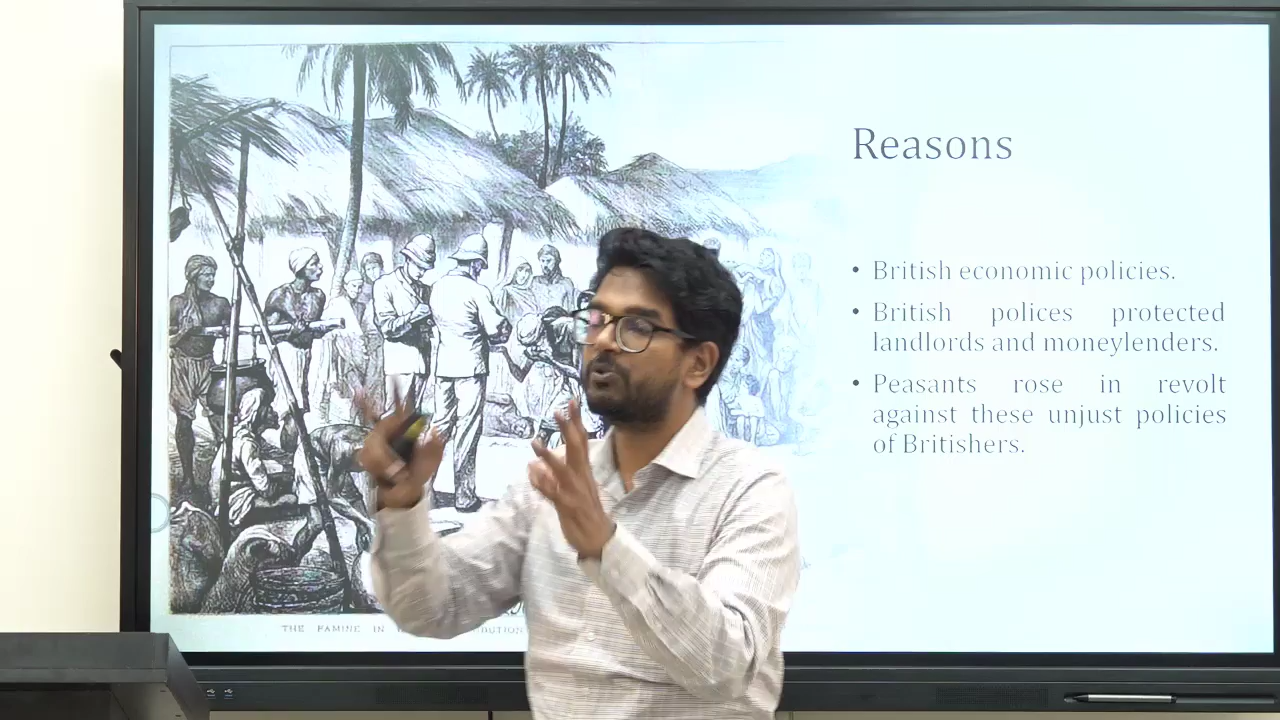 Reasons
• British economic policies.
• British polices protected
landlords and moneylenders.
• Peasants rose in revolt
against these unjust policies
of Britishers.
THE FAMINE IN